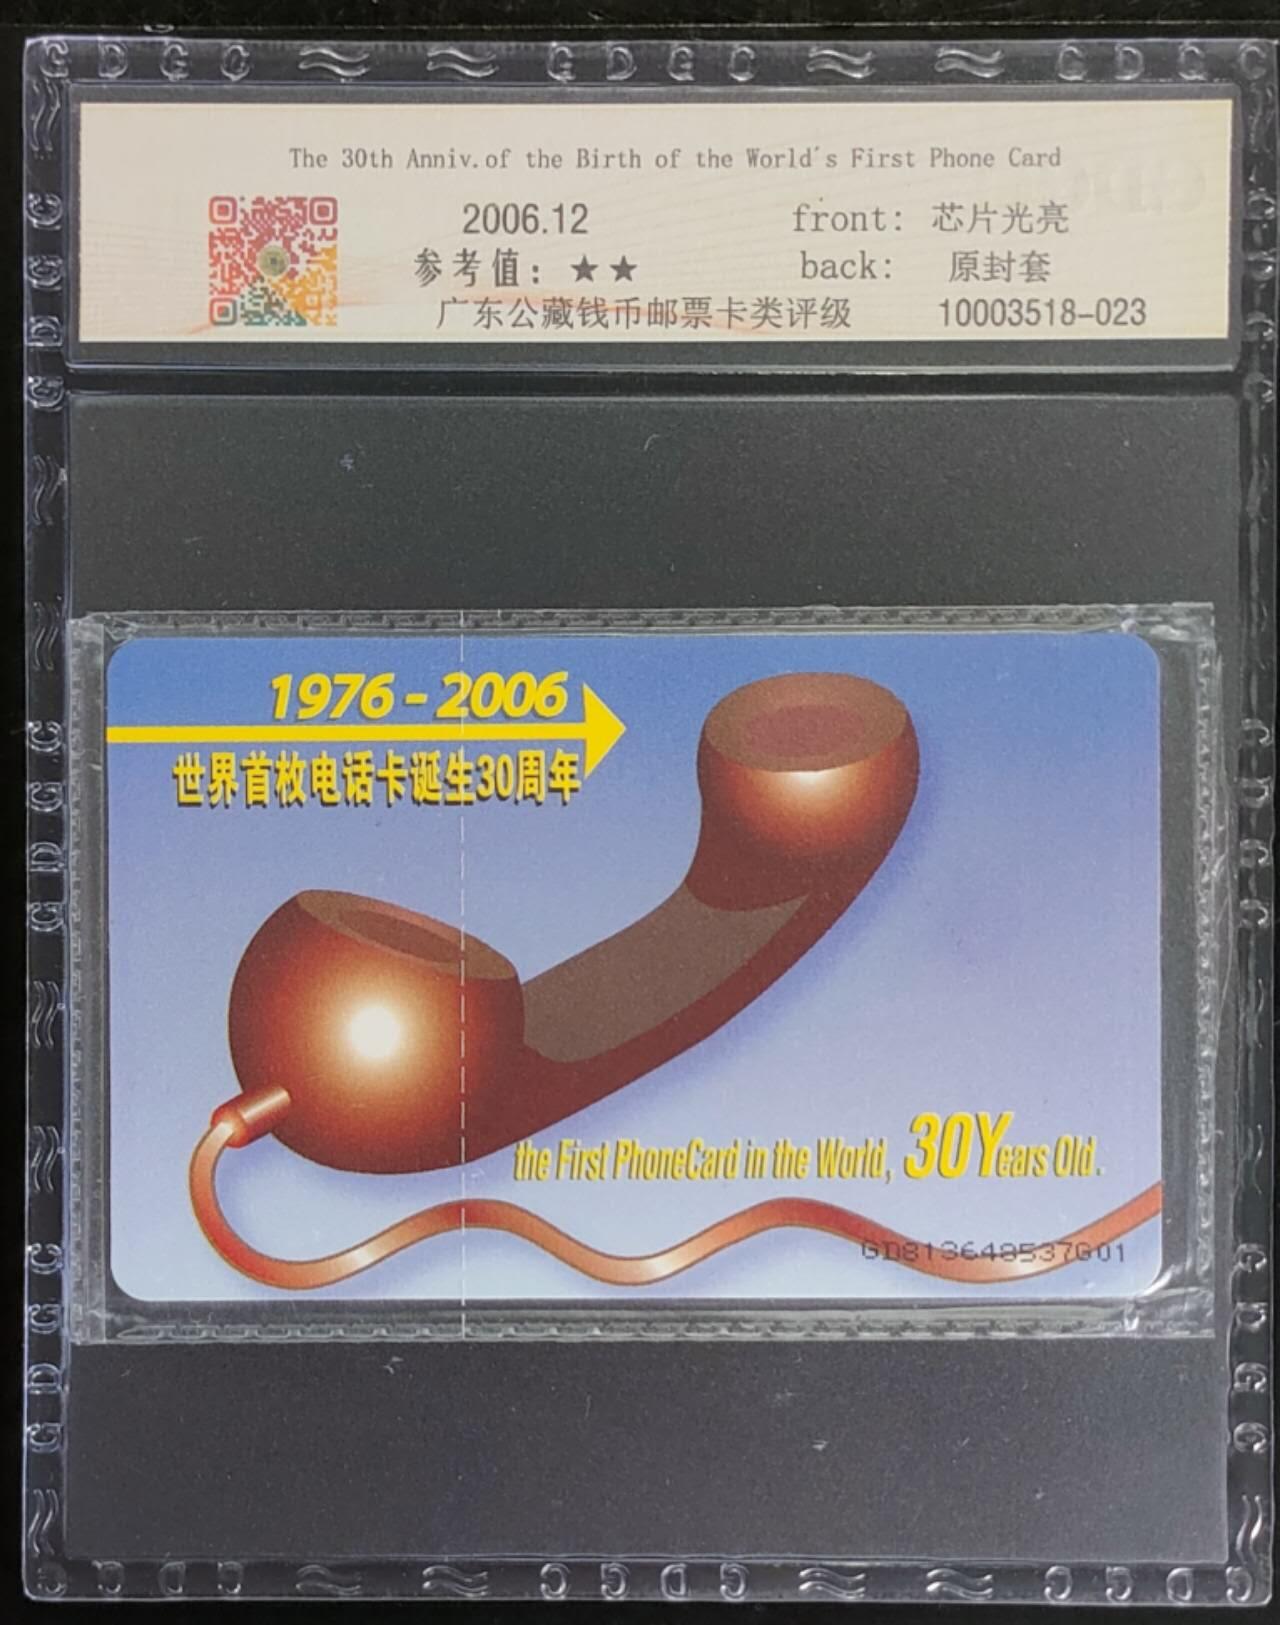 The 30th Anniv.of the Birth of the World's First Phone Card
2006.12 front: 芯片光亮
参考值: ★★ back: 原封套
广东公藏钱币邮票卡类评级 10003518-023
1976-2006
世界首枚电话卡诞生30周年
the First PhoneCard in the World, 30Years Old.
GD813648537G01